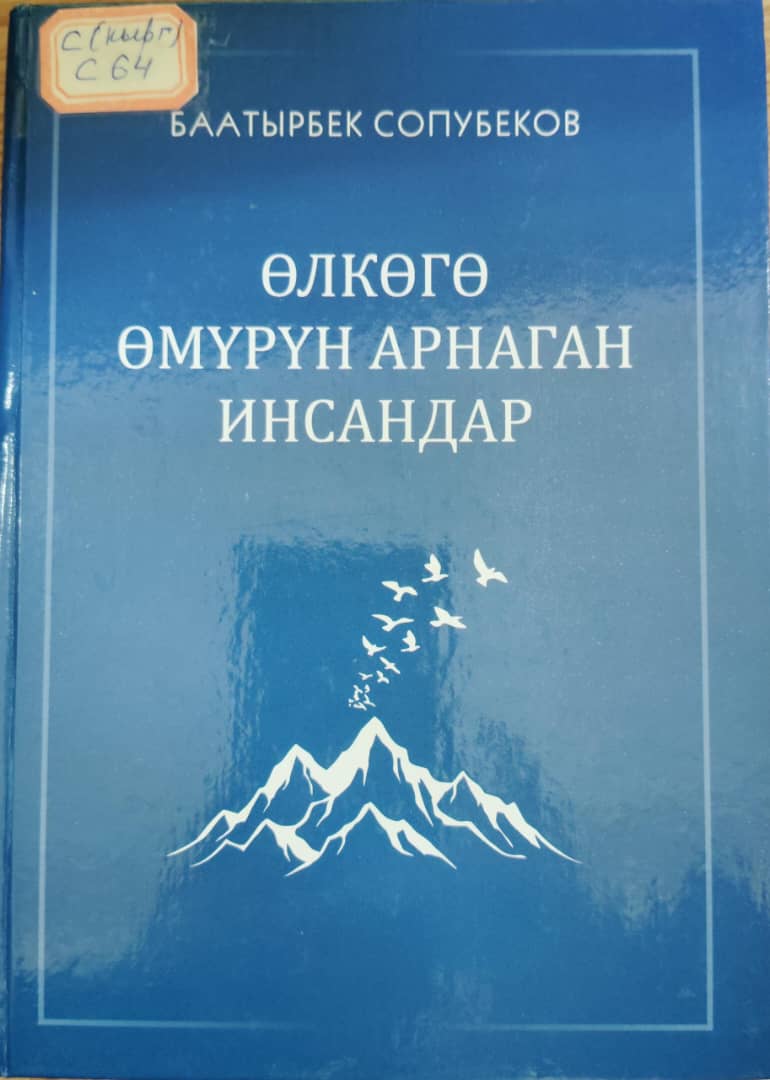 С(кырг)
С 64
БААТЫРБЕК СОПУБЕКОВ
ӨЛКӨГӨ
ӨМҮРҮН АРНАГАН
ИНСАНДАР